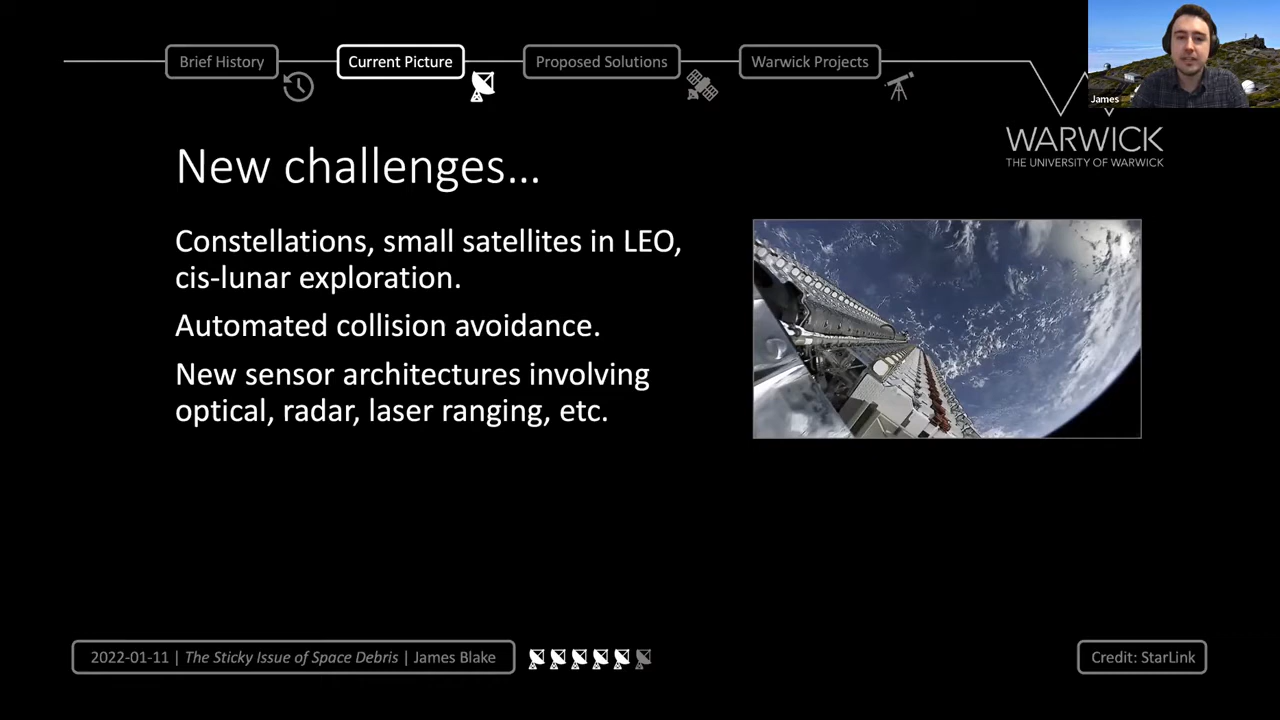 Brief History
Current Picture
Proposed Solutions
Warwick Projects
James
WARWICK
THE UNIVERSITY OF WARWICK
New challenges...
Constellations, small satellites in LEO,
cis-lunar exploration.
Automated collision avoidance.
New sensor architectures involving
optical, radar, laser ranging, etc.
2022-01-11 | The Sticky Issue of Space Debris | James Blake
Credit: StarLink